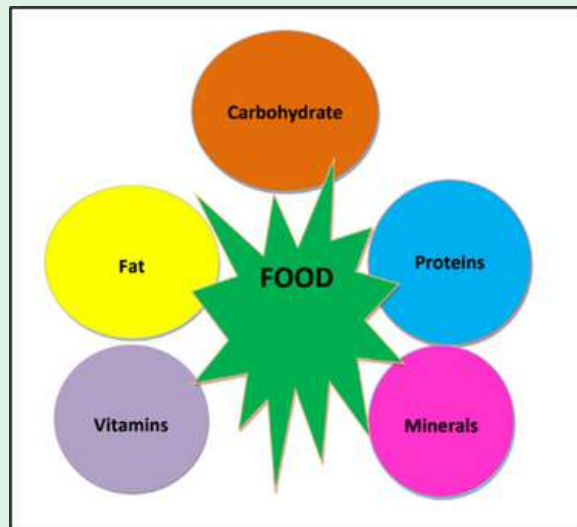 Carbohydrate
Fat
FOOD
Proteins
Vitamins
Minerals